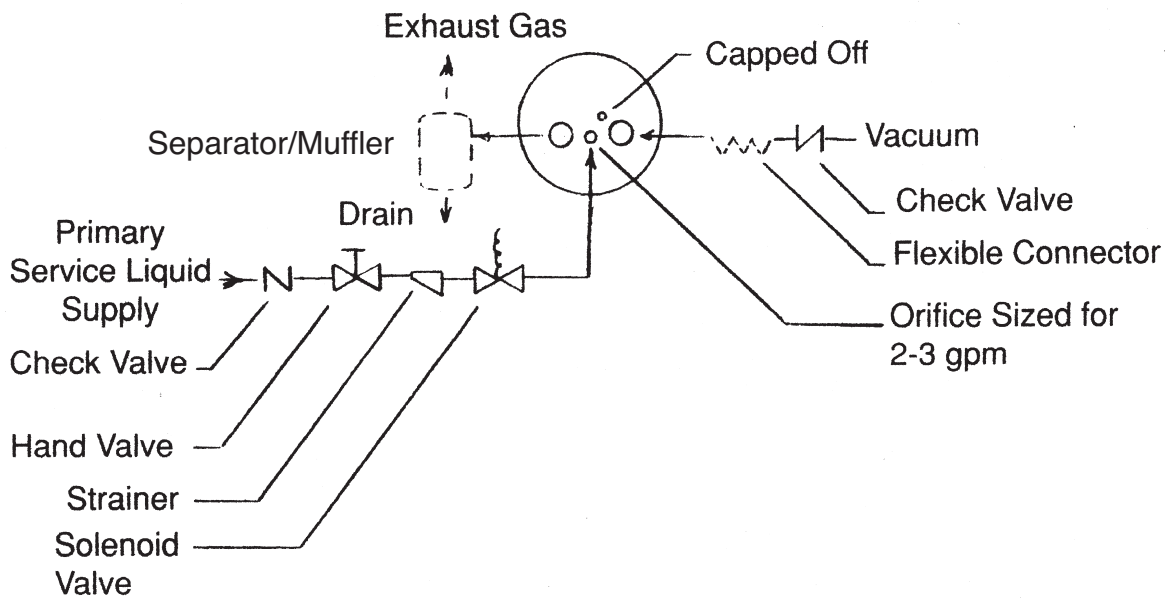 Exhaust Gas
Capped Off
Separator/Muffler
Vacuum
Check Valve
Drain
Flexible Connector
Primary
Service Liquid
Supply
Orifice Sized for
2-3 gpm
Check Valve
Hand Valve
Strainer
Solenoid
Valve